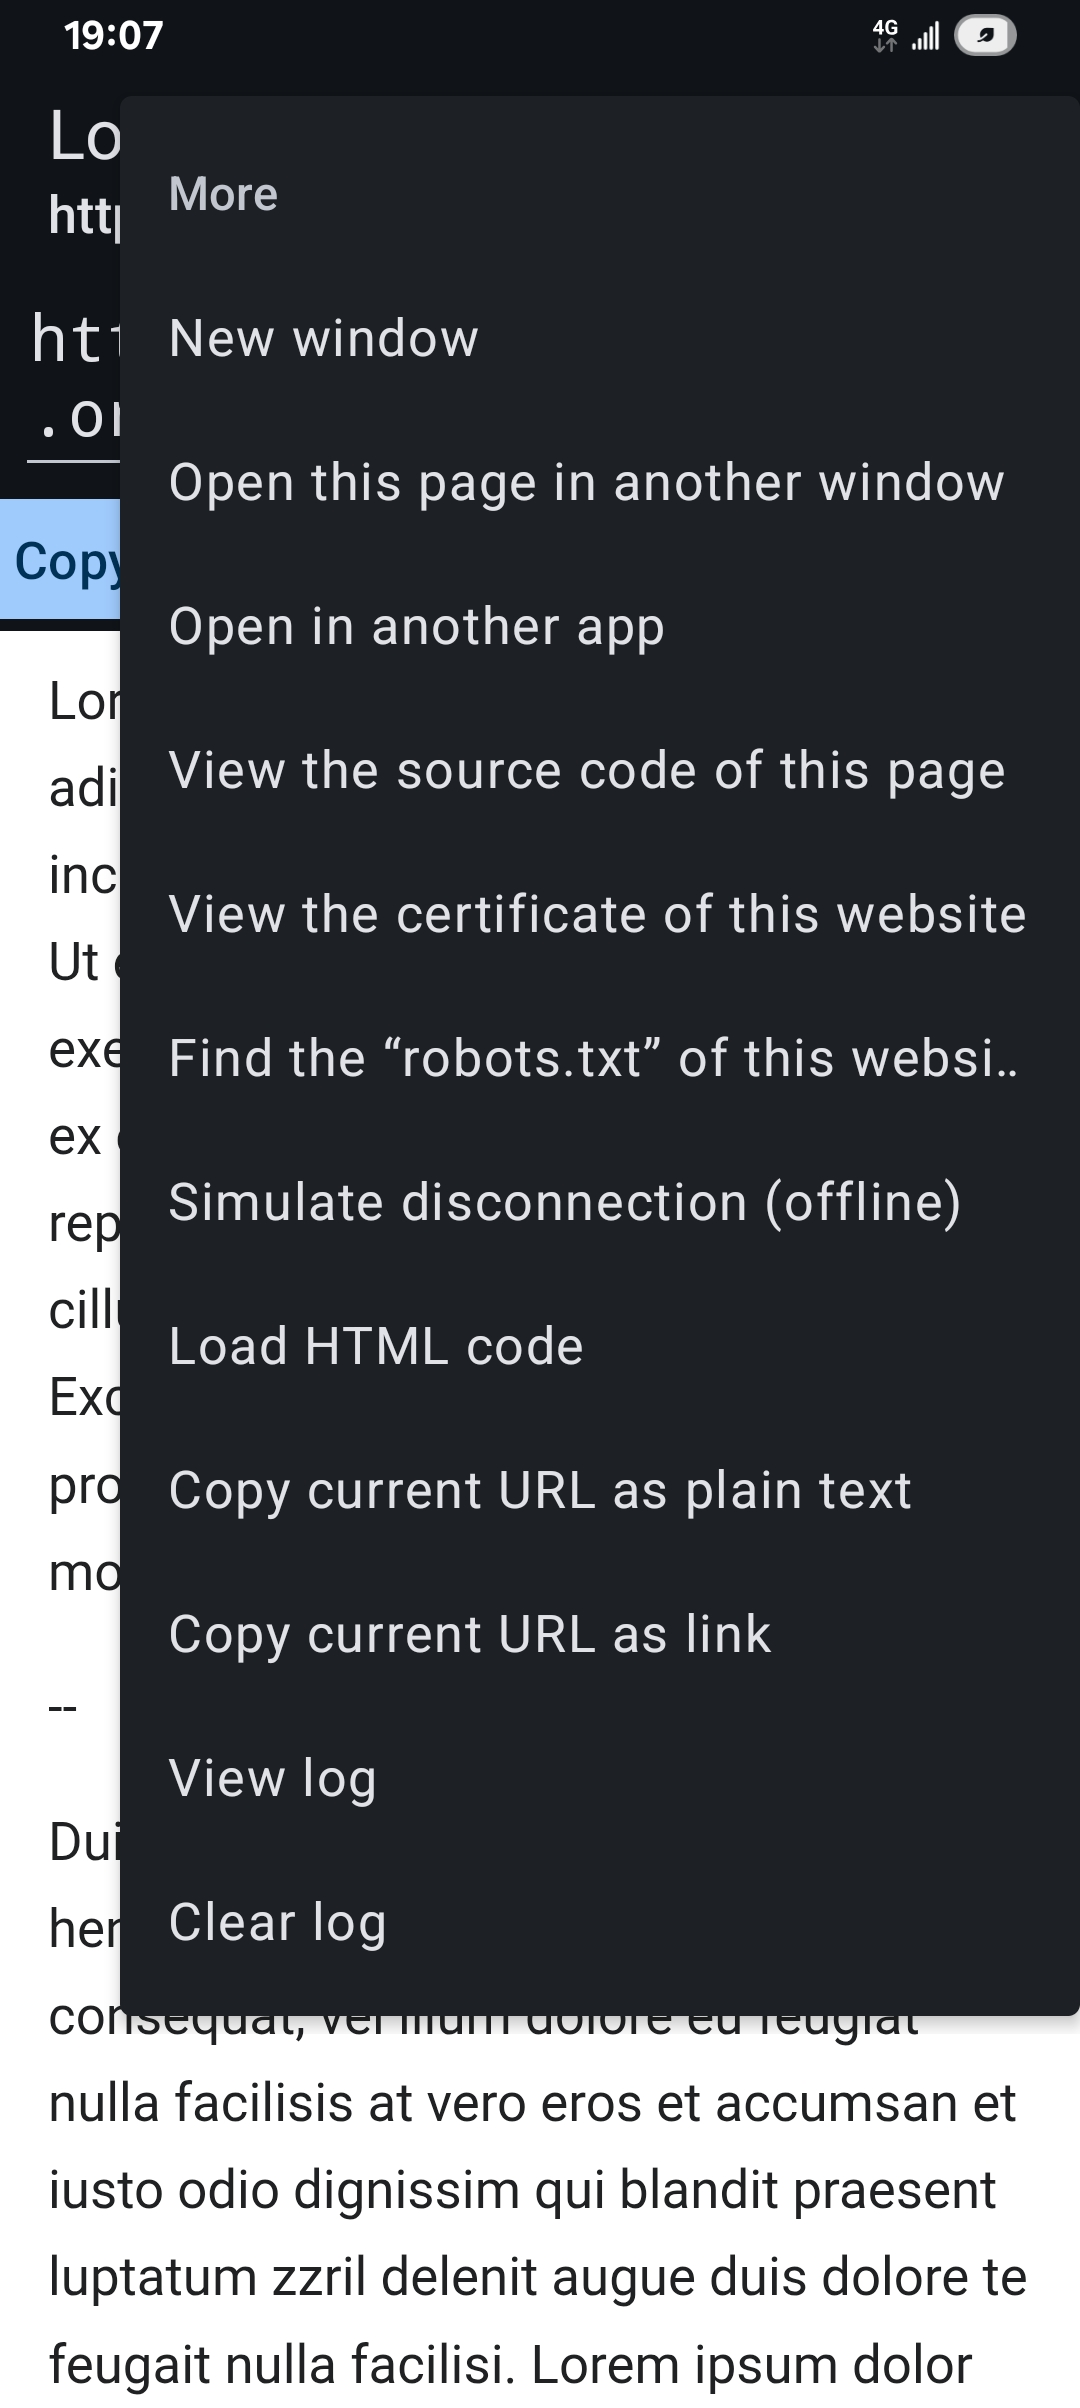 19:07
4G
Lo
http
More
New window
htt
.or
Open this page in another window
Copy
Open in another app
Lor
View the source code of this page
adi
inc
View the certificate of this website
Ut
exe
Find the “robots.txt” of this websi..
ex
rep
Simulate disconnection (offline)
cill
Load HTML code
Exc
pro
Copy current URL as plain text
mo
Copy current URL as link
--
View log
Dui
hen
Clear log
consequat, vel illum dolore eu feugiat
nulla facilisis at vero eros et accumsan et
iusto odio dignissim qui blandit praesent
luptatum zzril delenit augue duis dolore te
feugait nulla facilisi. Lorem ipsum dolor